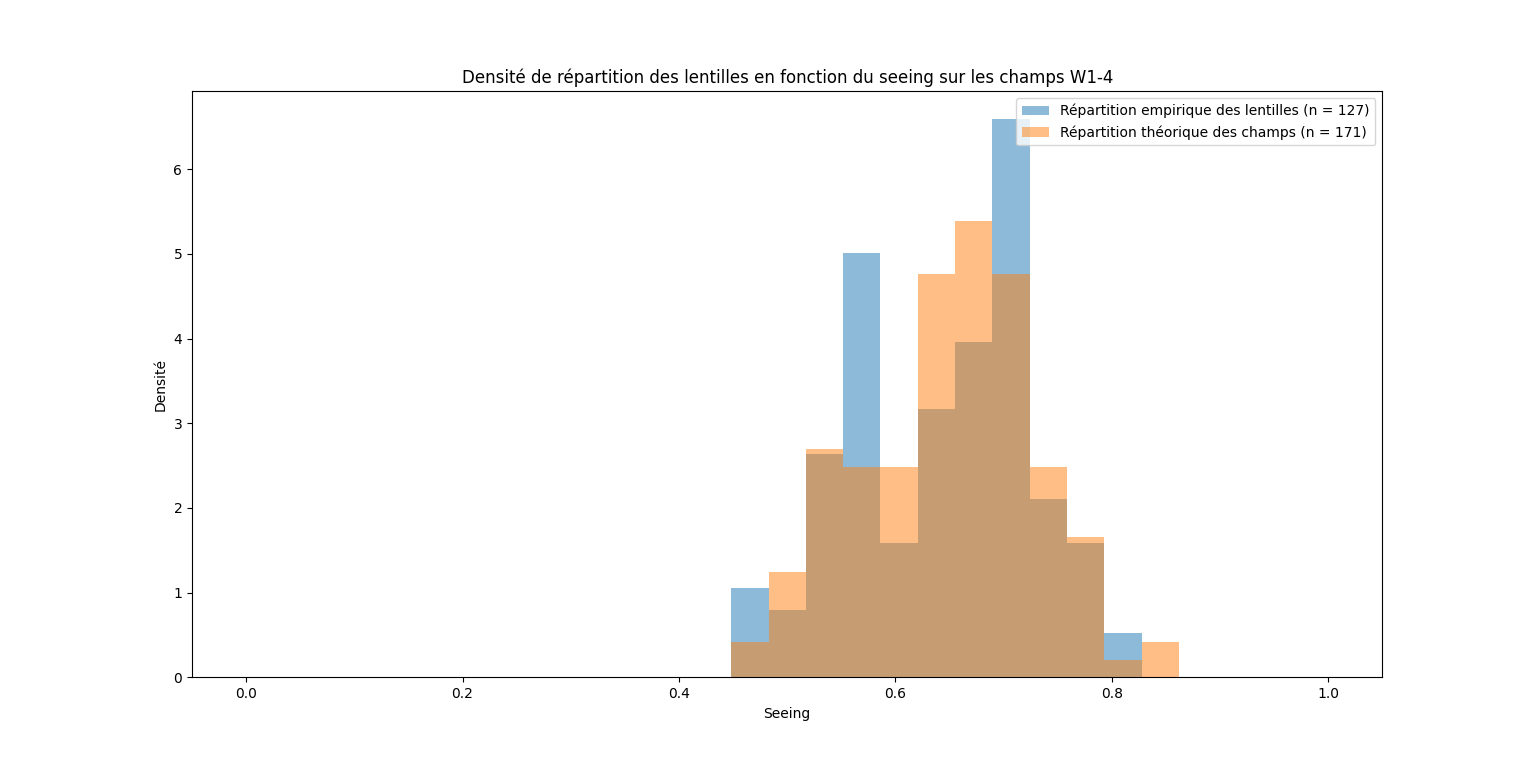 Densité de répartition des lentilles en fonction du seeing sur les champs W1-4
Répartition empirique des lentilles (n = 127)
Répartition théorique des champs (n = 171)
Densité
6
5
4
3
2
1
0
0.0 0.2 0.4 0.6 0.8 1.0
Seeing